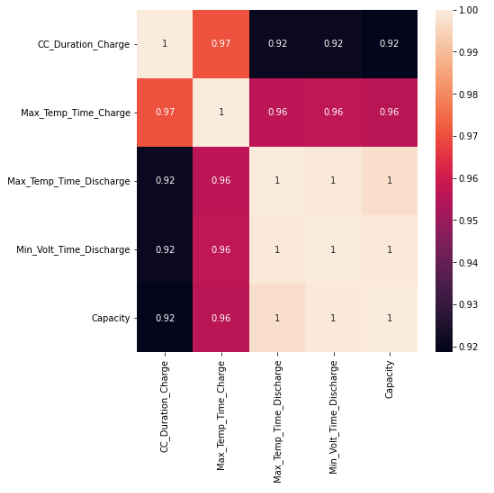 CC_Duration_Charge 1 0.97 0.92 0.92 0.92
Max_Temp_Time_Charge 0.97 1 0.96 0.96 0.96
Max_Temp_Time_Discharge 0.92 0.96 1 1 1
Min_Volt_Time_Discharge 0.92 0.96 1 1 1
Capacity 0.92 0.96 1 1 1
CC_Duration_Charge
Max_Temp_Time_Charge
Max_Temp_Time_Discharge
Min_Volt_Time_Discharge
Capacity
1.00
0.99
0.98
0.97
0.96
0.95
0.94
0.93
0.92